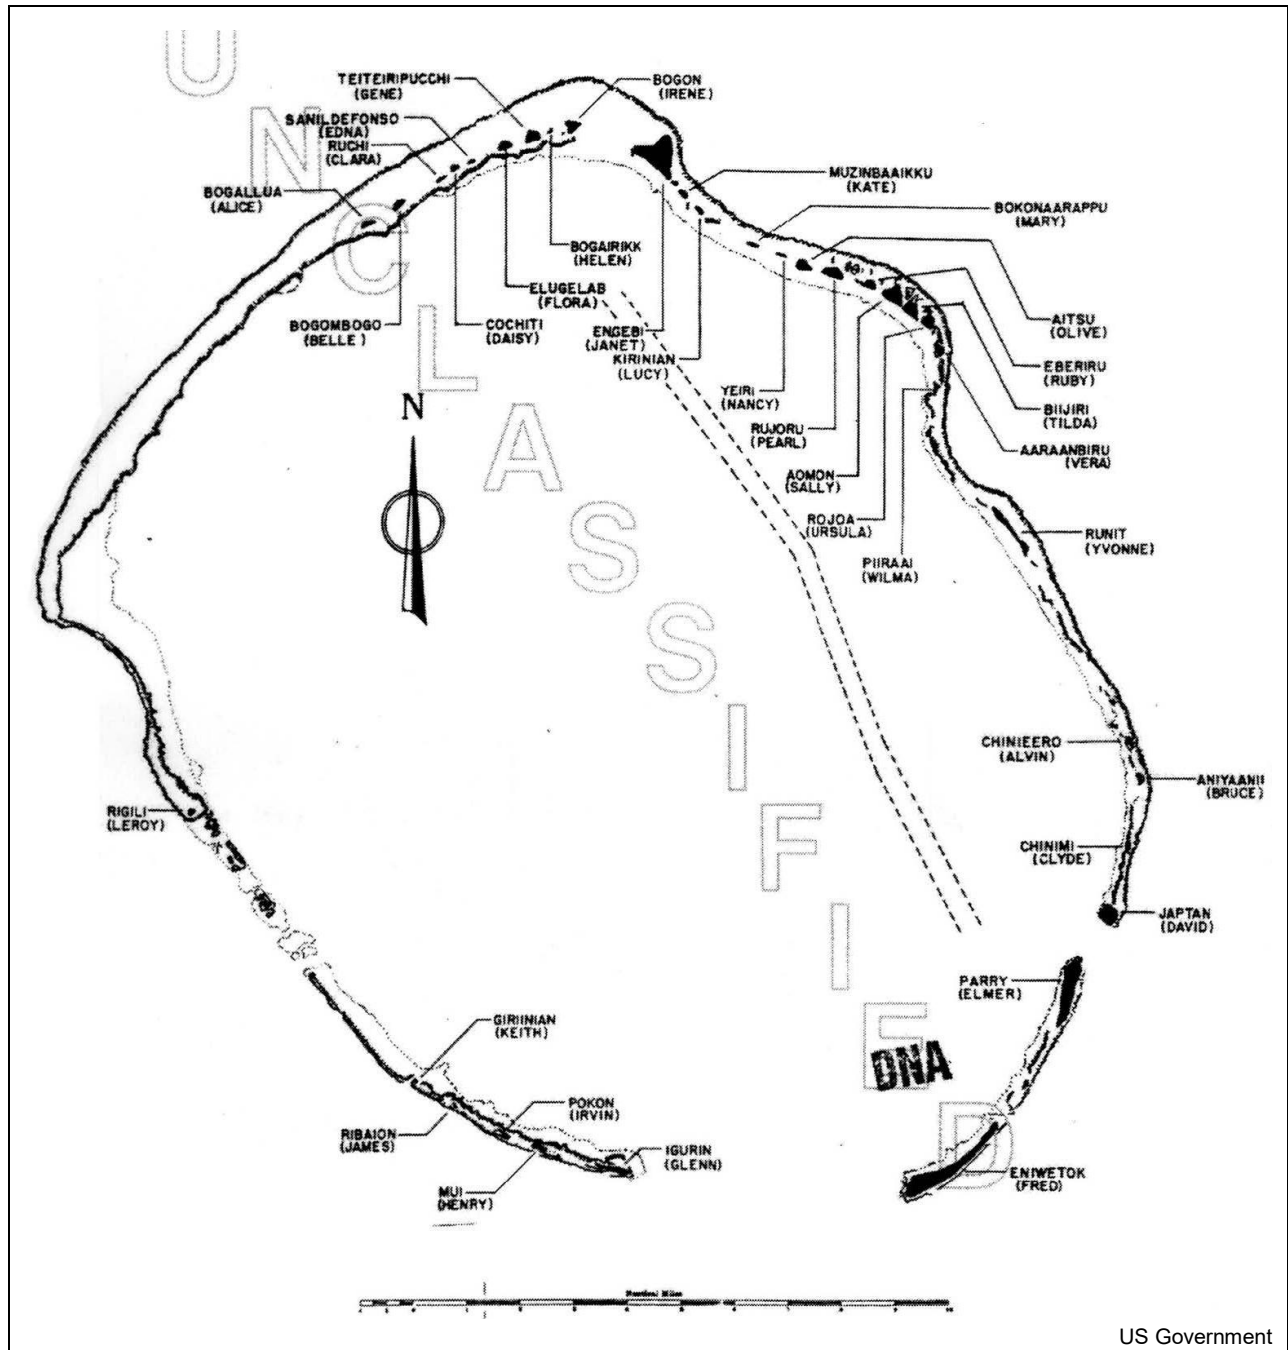 UNCLASSIFIED
TEITEIRIPUCCHI
(GENE)
BOGON
(IRENE)
SANILDEFONSO
(EDNA)
RUCHI
(CLARA)
BOGALLUA
(ALICE)
MUZINBAAIKKU
(KATE)
BOKONAARAPPU
(MARY)
BOGAIRIKK
(HELEN)
ELUGELAB
(FLORA)
BOGOMBOGO
(BELLE)
COCHITI
(DAISY)
ENGEBI
(JANET)
KIRINIAN
(LUCY)
AITSU
(OLIVE)
EBERIRU
(RUBY)
YEIRI
(NANCY)
BIIJIRI
(TILDA)
RUJORU
(PEARL)
AARAANBIRU
(VERA)
AOMON
(SALLY)
ROJOA
(URSULA)
PIIRAAI
(WILMA)
RUNIT
(YVONNE)
N
CHINIEERO
(ALVIN)
ANIYAANII
(BRUCE)
RIGILI
(LEROY)
CHINIMI
(CLYDE)
JAPTAN
(DAVID)
PARRY
(ELMER)
GIRIINIAN
(KEITH)
DNA
POKON
(IRVIN)
RIBAION
(JAMES)
IGURIN
(GLENN)
MUI
(HENRY)
ENIWETOK
(FRED)
Nautical Miles
US Government